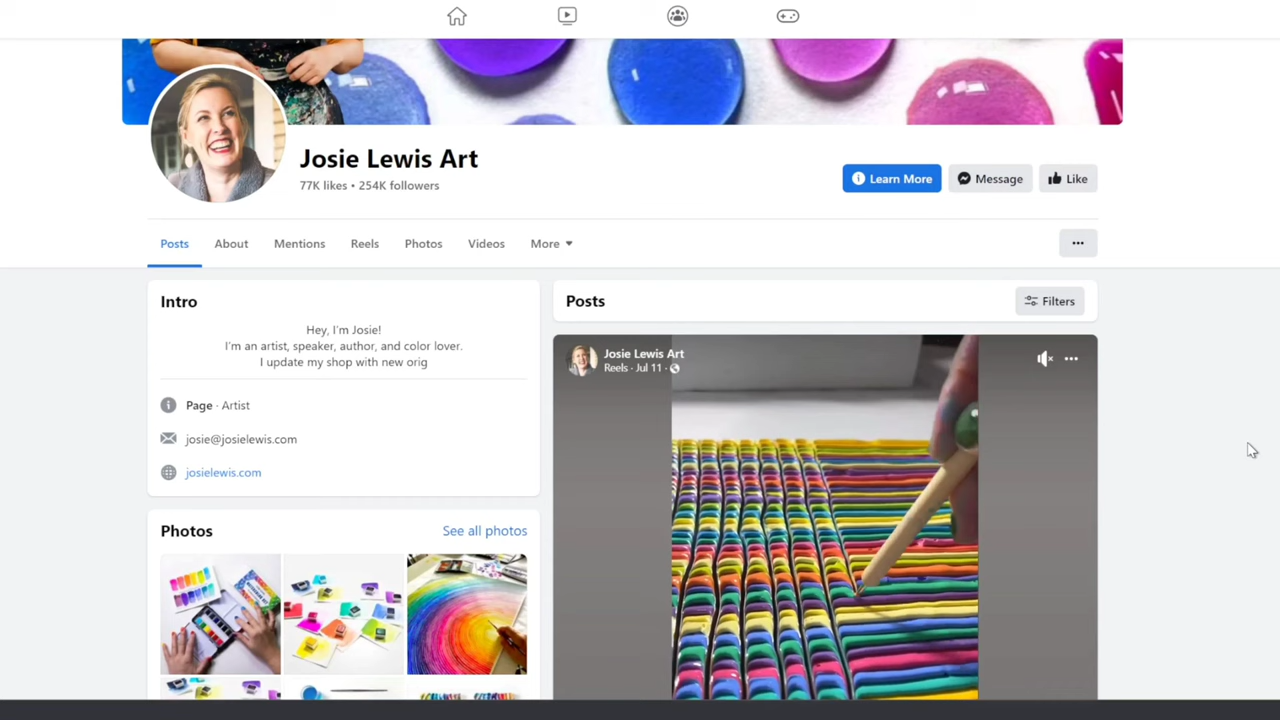 Josie Lewis Art
77K likes • 254K followers
Learn More
Message
Like
Posts
About
Mentions
Reels
Photos
Videos
More
Intro
Hey, I'm Josie!
I'm an artist, speaker, author, and color lover.
I update my shop with new orig
Page · Artist
josie@josielewis.com
josielewis.com
Photos
See all photos
Posts
Filters
Josie Lewis Art
Reels · Jul 11 ·